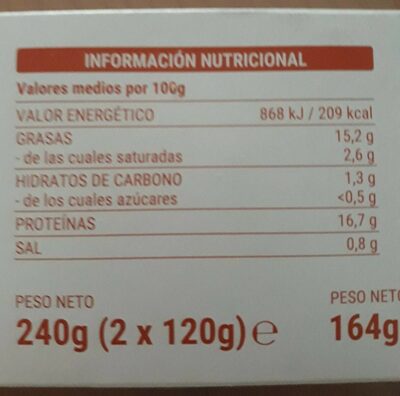 INFORMACIÓN NUTRICIONAL
Valores medios por 100g
VALOR ENERGÉTICO 868 kJ / 209 kcal
GRASAS 15,2 g
- de las cuales saturadas 2,6 g
HIDRATOS DE CARBONO 1,3 g
- de los cuales azúcares <0,5 g
PROTEÍNAS 16,7 g
SAL 0,8 g
PESO NETO PESO NETO
240g (2 x 120g) ℮ 164g